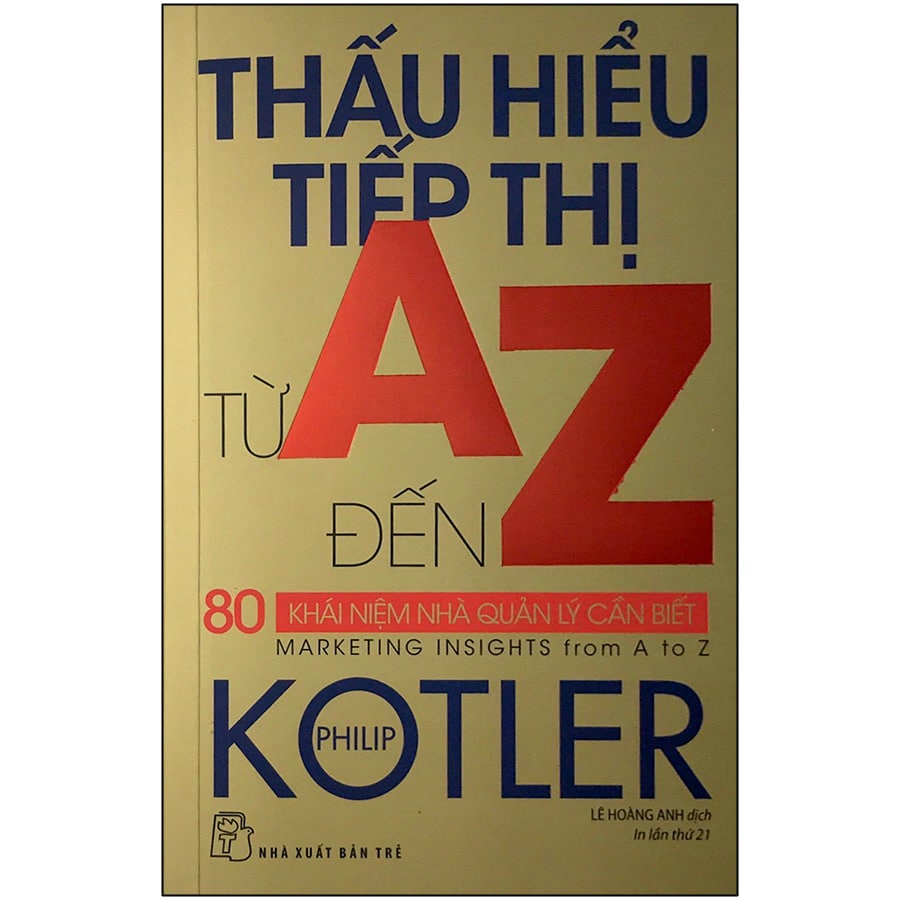 THẤU HIỂU
TIẾP THỊ
TỪ A
ĐẾN Z
80 KHÁI NIỆM NHÀ QUẢN LÝ CẦN BIẾT
MARKETING INSIGHTS from A to Z
PHILIP
KOTLER
LÊ HOÀNG ANH dịch
In lần thứ 21
T
NHÀ XUẤT BẢN TRẺ